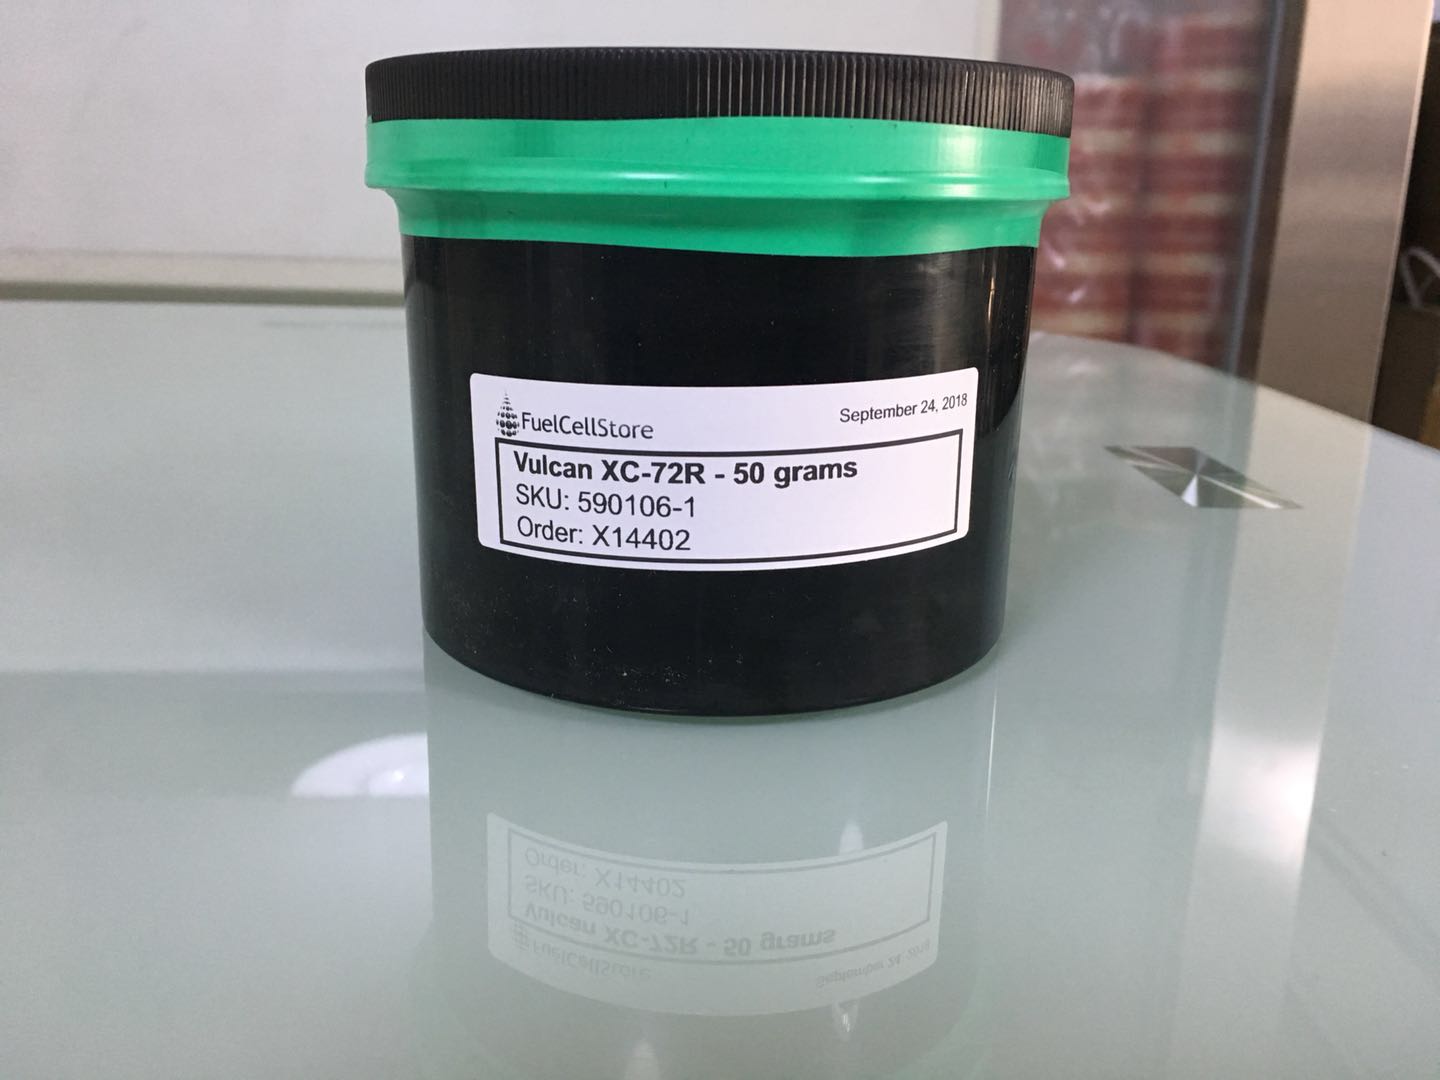 FuelCellStore
September 24, 2018
Vulcan XC-72R - 50 grams
SKU: 590106-1
Order: X14402